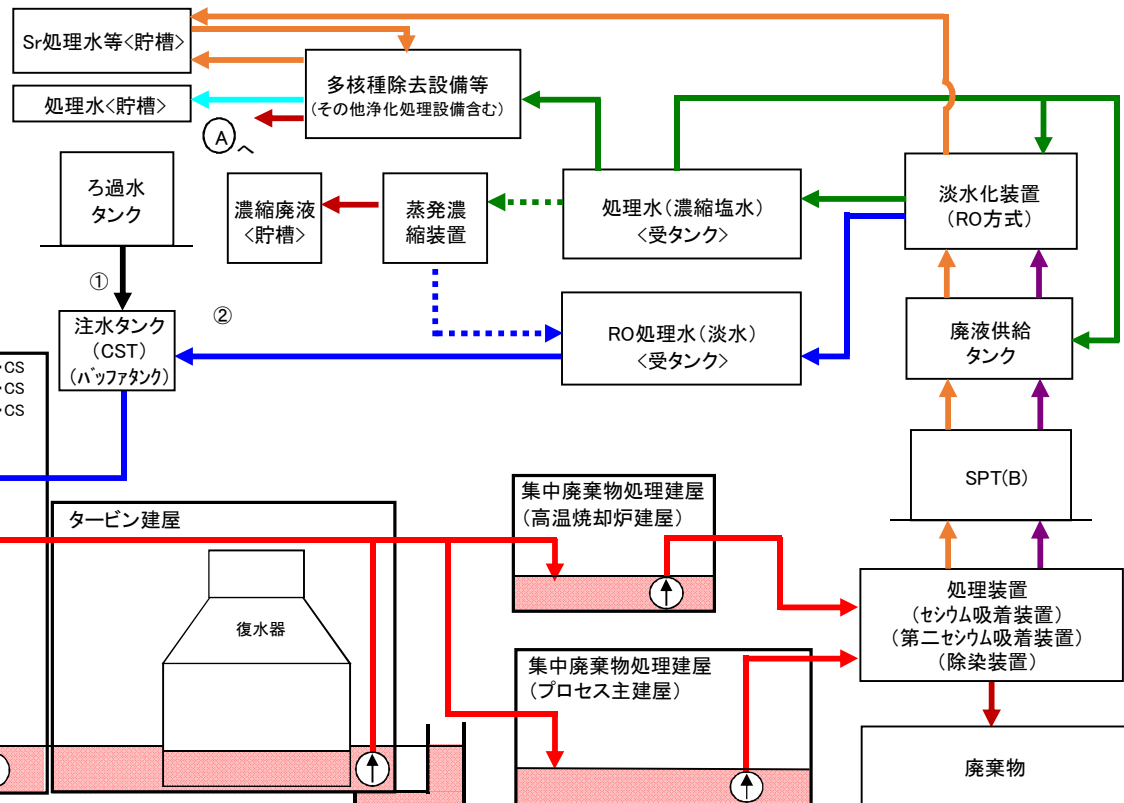 Sr処理水等<貯槽>
多核種除去設備等
(その他浄化処理設備含む)
処理水<貯槽>
Ⓐへ
ろ過水
タンク
濃縮廃液
<貯槽>
蒸発濃
縮装置
処理水(濃縮塩水)
<受タンク>
淡水化装置
(RO方式)
①
②
注水タンク
(CST)
(バッファタンク)
RO処理水(淡水)
<受タンク>
廃液供給
タンク
・CS
・CS
・CS
SPT(B)
集中廃棄物処理建屋
(高温焼却炉建屋)
タービン建屋
復水器
処理装置
(セシウム吸着装置)
(第二セシウム吸着装置)
(除染装置)
集中廃棄物処理建屋
(プロセス主建屋)
廃棄物